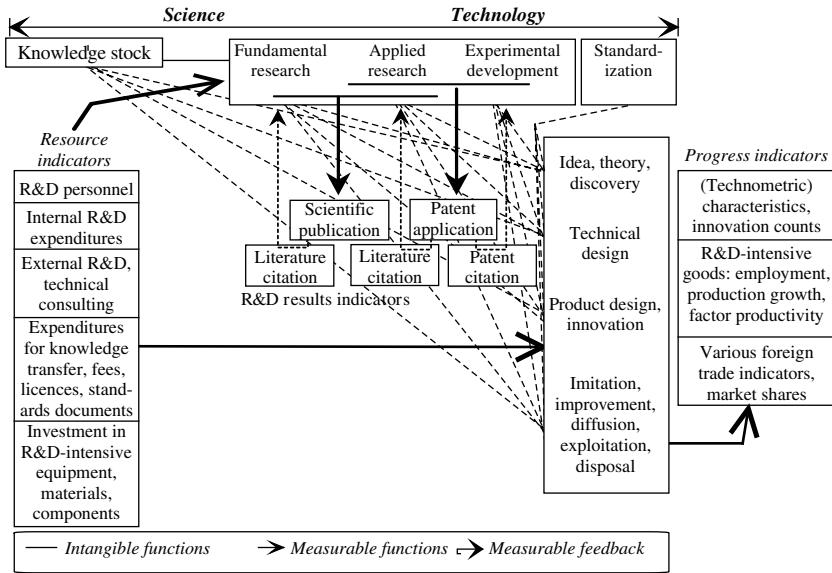 Science
Technology
Knowledge stock
Fundamental
research
Applied
research
Experimental
development
Standard-
ization
Resource
indicators
R&D personnel
Internal R&D
expenditures
External R&D,
technical
consulting
Expenditures
for knowledge
transfer, fees,
licences, stand-
ards documents
Investment in
R&D-intensive
equipment,
materials,
components
Scientific
publication
Patent
application
Literature
citation
Literature
citation
Patent
citation
R&D results indicators
Idea, theory,
discovery
Technical
design
Product design,
innovation
Imitation,
improvement,
diffusion,
exploitation,
disposal
Progress indicators
(Technometric)
characteristics,
innovation counts
R&D-intensive
goods: employment,
production growth,
factor productivity
Various foreign
trade indicators,
market shares
Intangible functions
Measurable functions
Measurable feedback